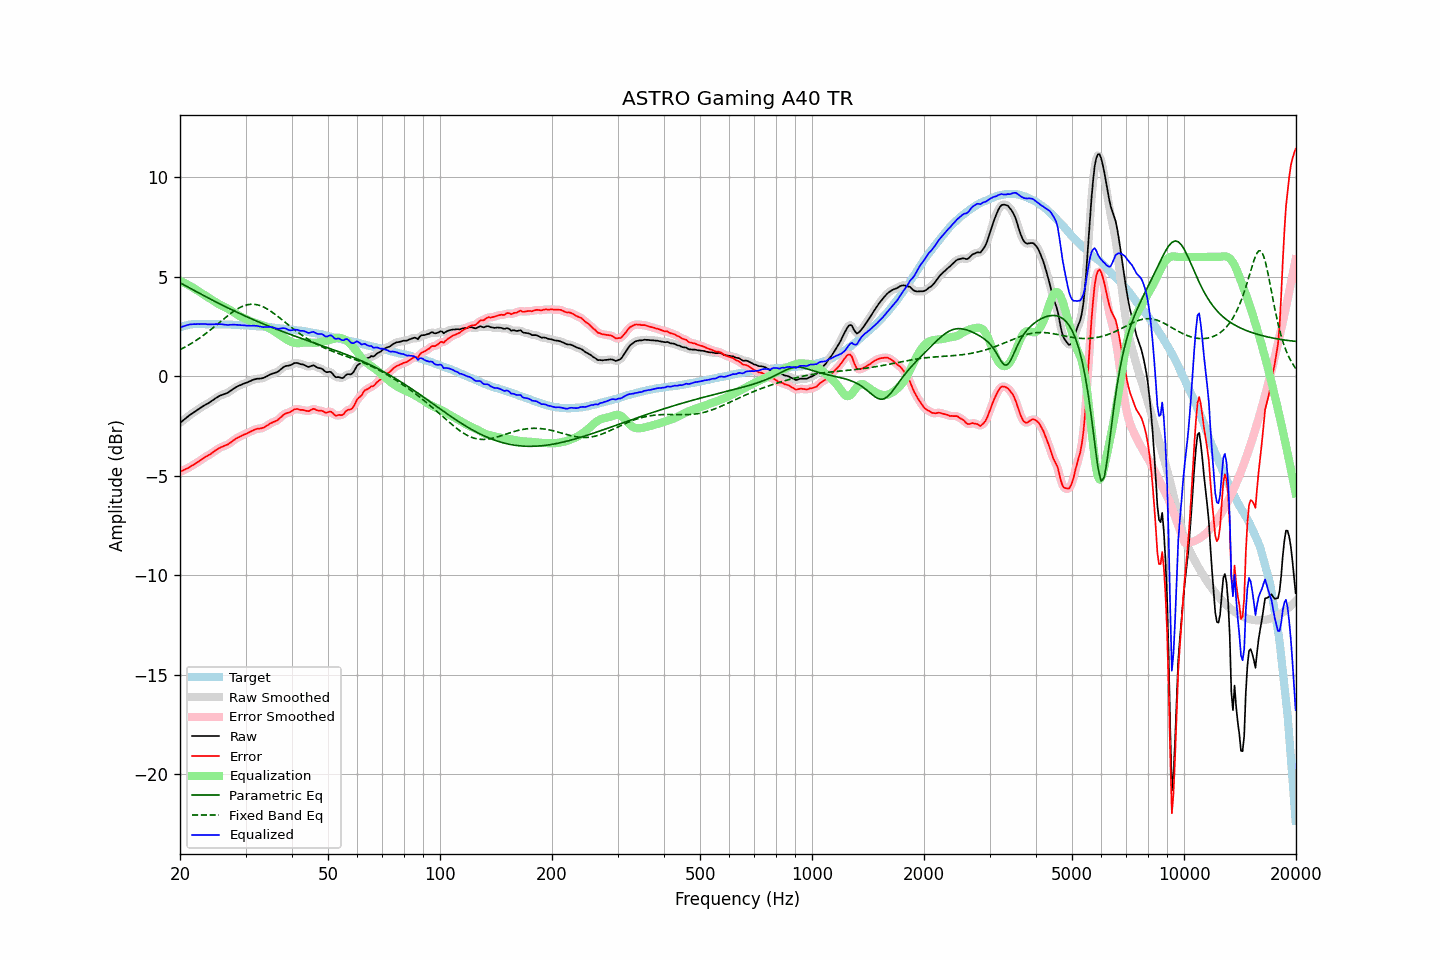 ASTRO Gaming A40 TR
Amplitude (dBr)
10
5
0
−5
−10
−15
−20
Target
Raw Smoothed
Error Smoothed
Raw
Error
Equalization
Parametric Eq
Fixed Band Eq
Equalized
20
50
100
200
500
1000
2000
5000
10000
20000
Frequency (Hz)